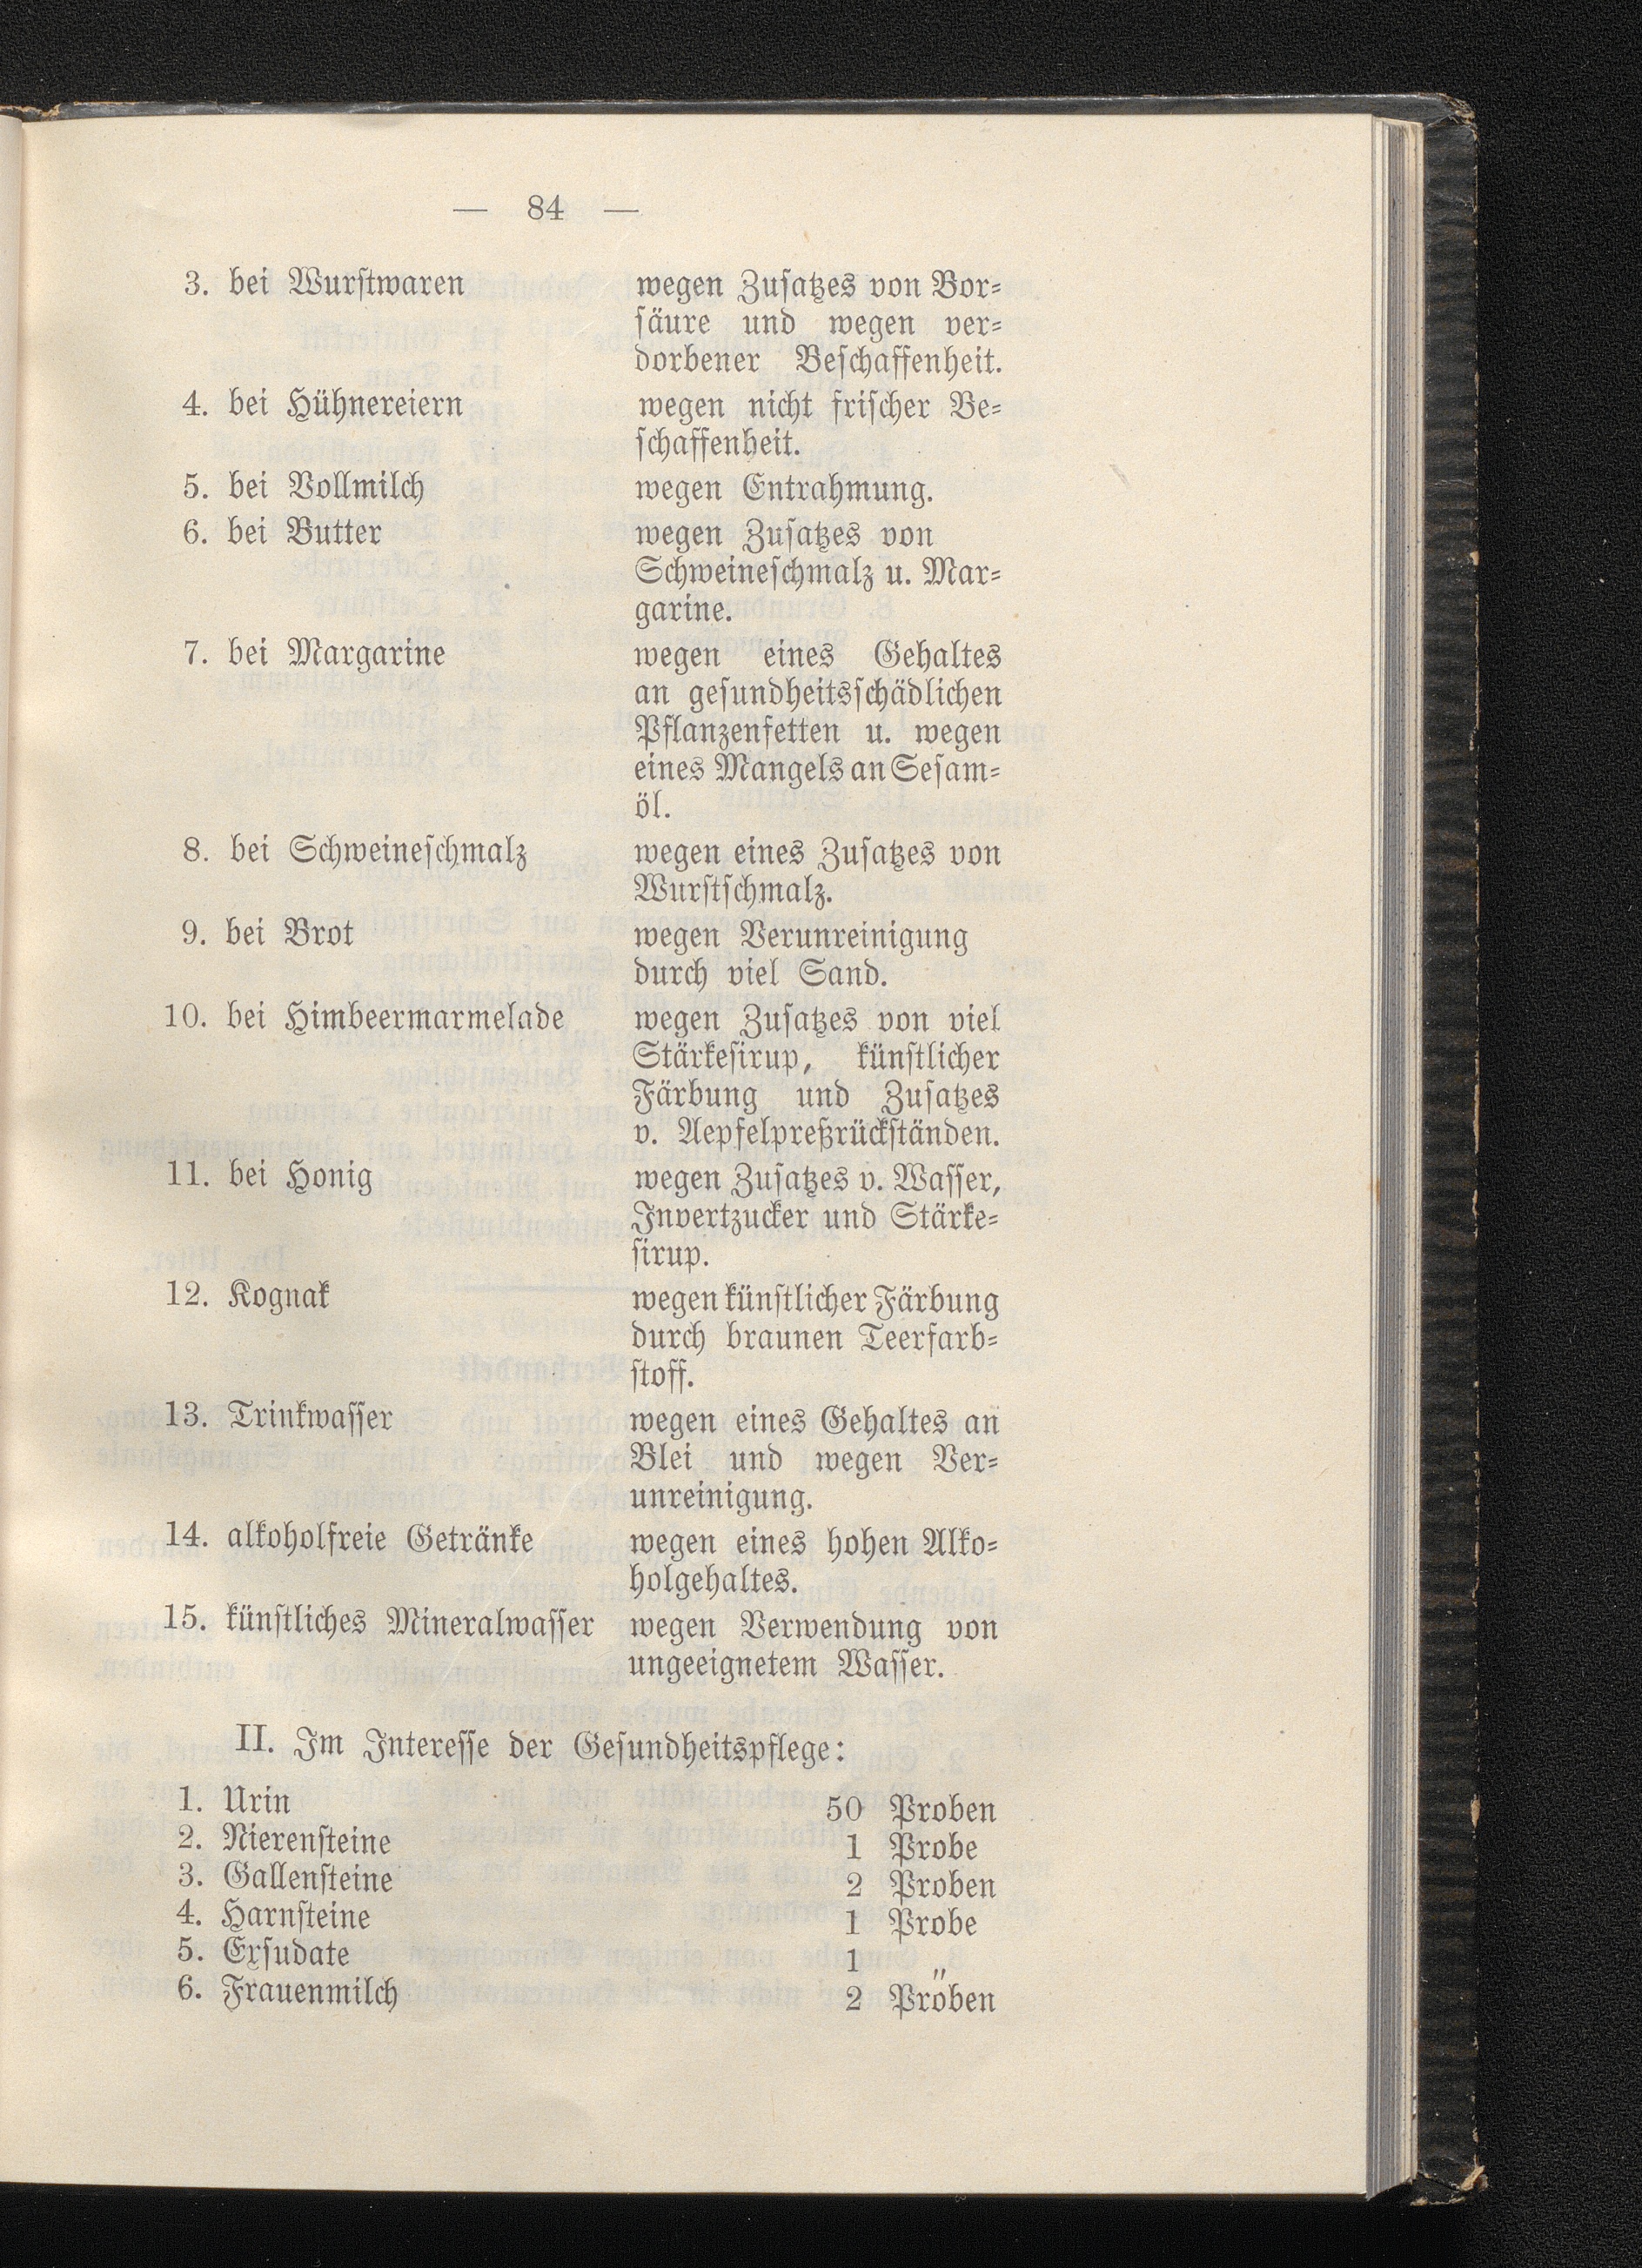 — 84 —
3. bei Wurstwaren wegen Zusatzes von Bor-
säure und wegen ver-
dorbener Beschaffenheit.
4. bei Hühnereiern wegen nicht frischer Be-
schaffenheit.
5. bei Vollmilch wegen Entrahmung.
6. bei Butter wegen Zusatzes von
Schweineschmalz u. Mar-
garine.
7. bei Margarine wegen eines Gehaltes
an gesundheitsschädlichen
Pflanzenfetten u. wegen
eines Mangels an Sesam-
öl.
8. bei Schweineschmalz wegen eines Zusatzes von
Wurstschmalz.
9. bei Brot wegen Verunreinigung
durch viel Sand.
10. bei Himbeermarmelade wegen Zusatzes von viel
Stärkesirup, künstlicher
Färbung und Zusatzes
v. Aepfelpreßrückständen.
11. bei Honig wegen Zusatzes v. Wasser,
Invertzucker und Stärke-
sirup.
12. Kognak wegen künstlicher Färbung
durch braunen Teerfarb-
stoff.
13. Trinkwasser wegen eines Gehaltes an
Blei und wegen Ver-
unreinigung.
14. alkoholfreie Getränke wegen eines hohen Alko-
holgehaltes.
15. künstliches Mineralwasser wegen Verwendung von
ungeeignetem Wasser.
II. Im Interesse der Gesundheitspflege:
1. Urin 50 Proben
2. Nierensteine 1 Probe
3. Gallensteine 2 Proben
4. Harnsteine 1 Probe
5. Exsudate 1 "
6. Frauenmilch 2 Proben